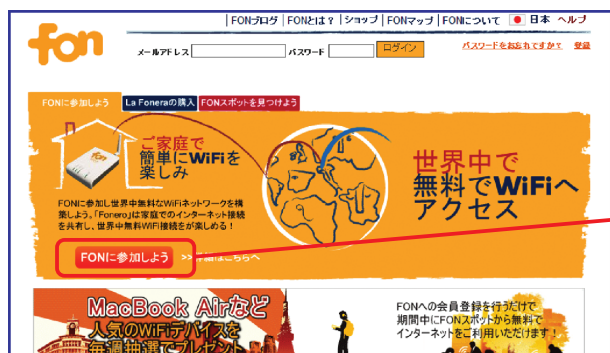 FONブログ | FONとは? | ショップ | FONマップ | FONについて 日本 ヘルプ
fon
メールアドレス パスワード ログイン パスワードをお忘れですか? 登録
FONに参加しよう La Foneraの購入 FONスポットを見つけよう
ご家庭で
簡単にWiFiを
楽しみ
世界中で
無料でWiFiへ
アクセス
FONに参加し世界中無料なWiFiネットワークを構
築しよう。「Fonero」は家庭でのインターネット接続
を共有し、世界中無料WIFI接続をが楽しめる!
FONに参加しよう >>詳細はこちらへ
MacBook Airなど
人気のWiFiデバイスを
毎週抽選でプレゼント
FONへの会員登録を行うだけで
期間中にFONスポットから無料で
インターネットをご利用いただけます!